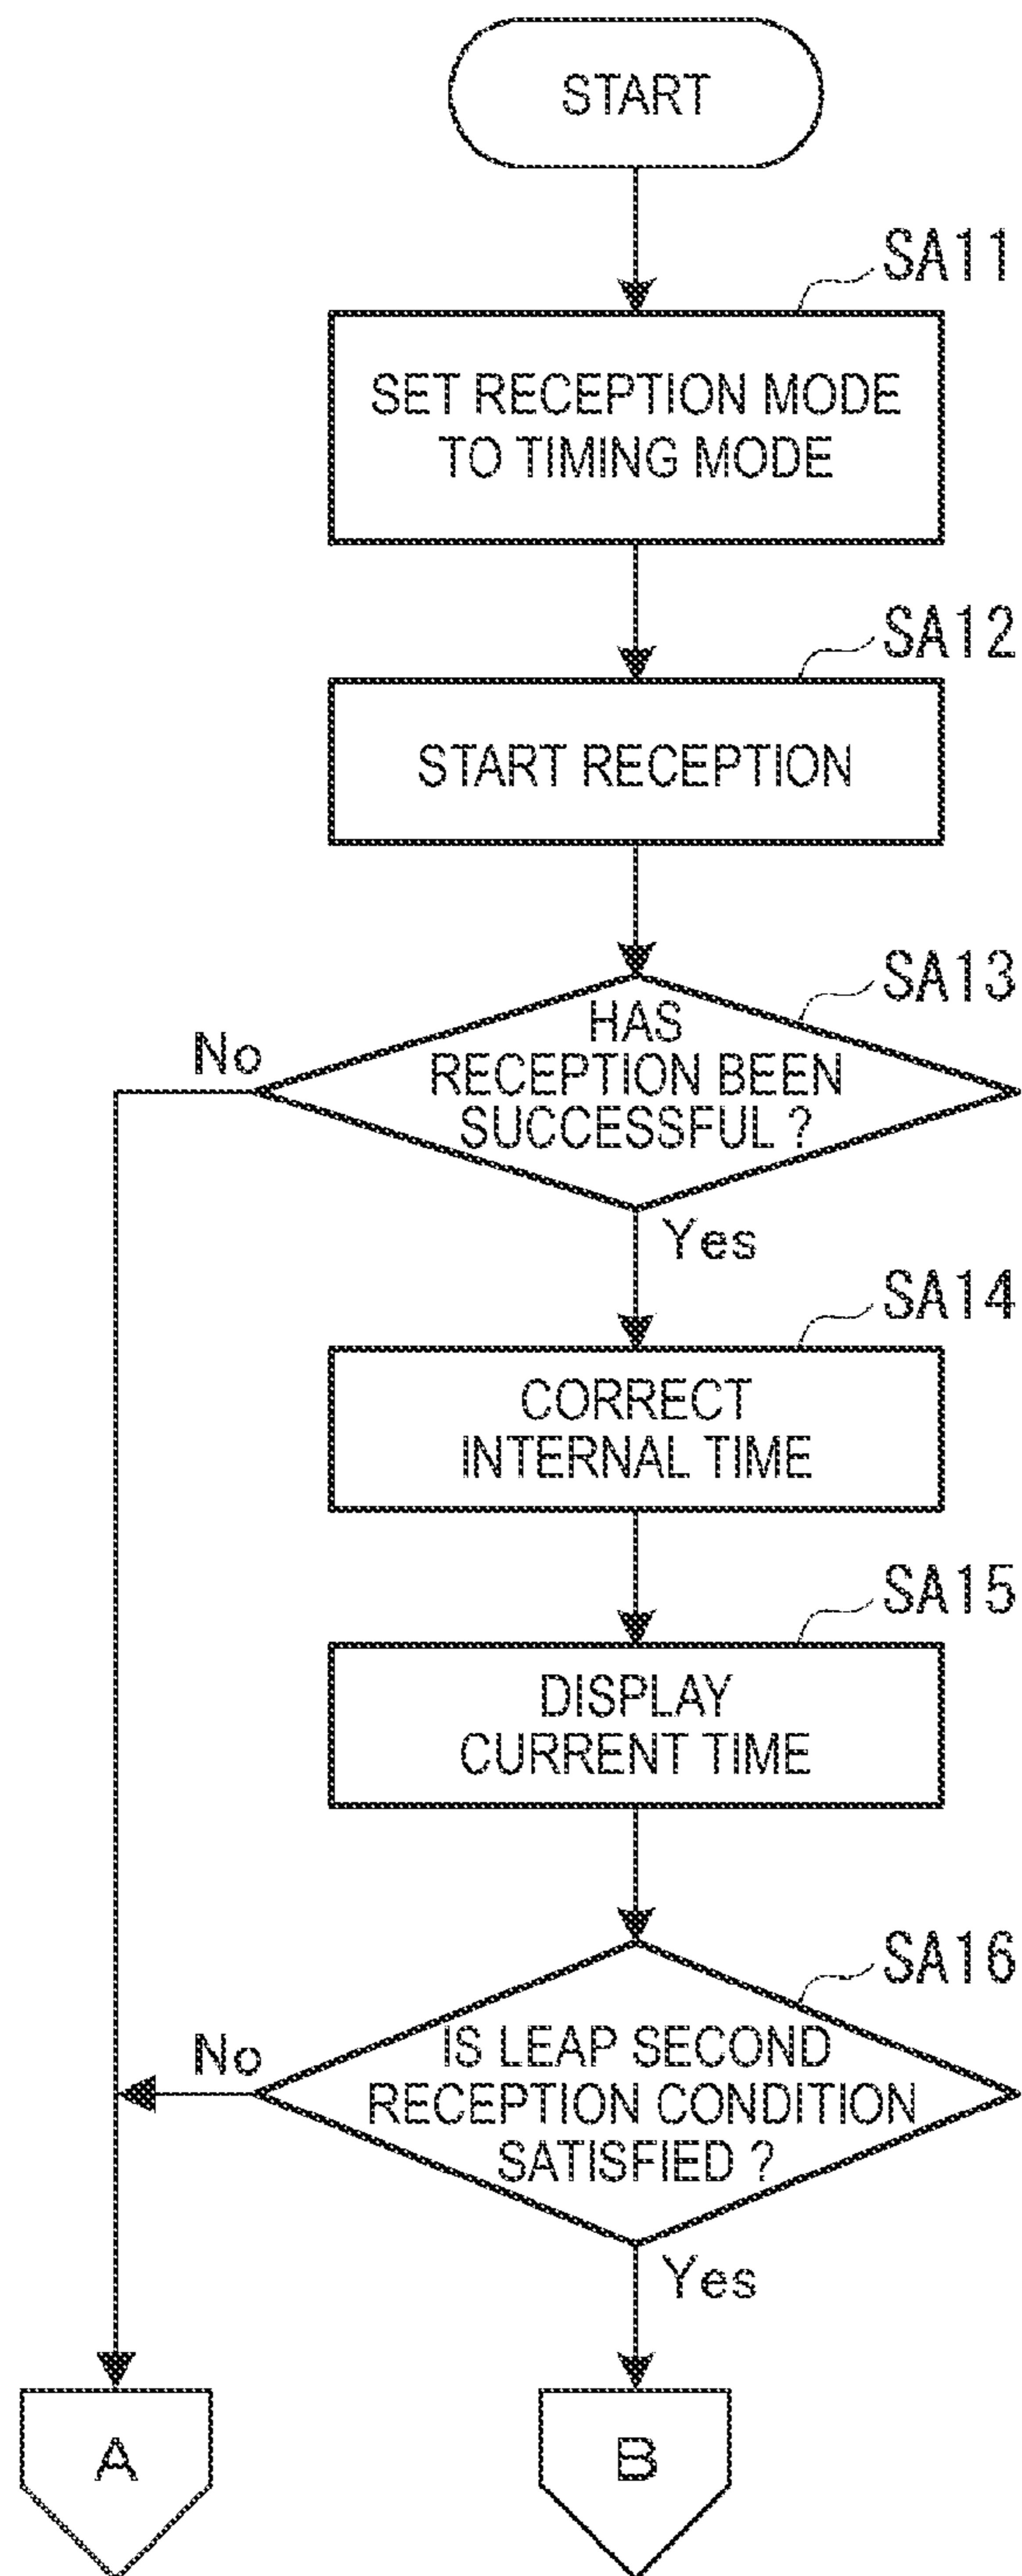 START
SA11
SET RECEPTION MODE
TO TIMING MODE
SA12
START RECEPTION
SA13
HAS
RECEPTION BEEN
SUCCESSFUL ?
No
Yes
SA14
CORRECT
INTERNAL TIME
SA15
DISPLAY
CURRENT TIME
SA16
IS LEAP SECOND
RECEPTION CONDITION
SATISFIED ?
No
Yes
A
B